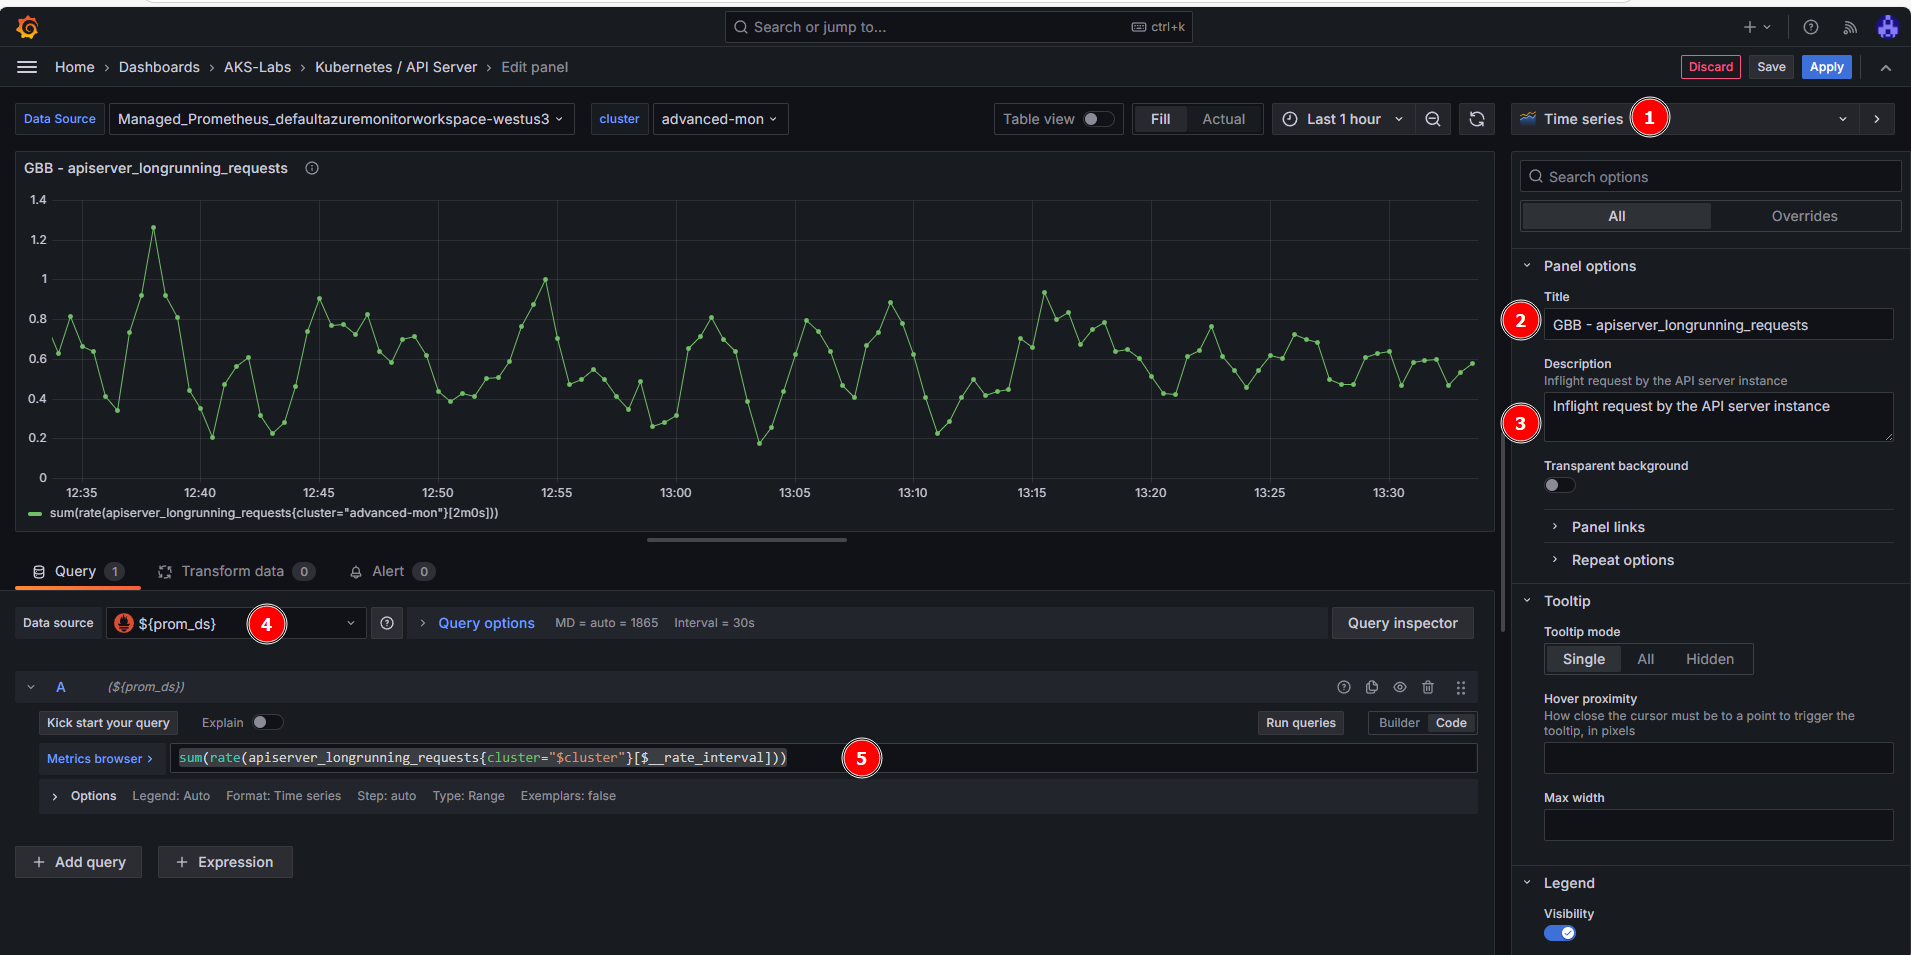 Search or jump to...
ctrl+k
Home › Dashboards › AKS-Labs › Kubernetes / API Server › Edit panel
Discard
Save
Apply
Data Source
Managed_Prometheus_defaultazuremonitorworkspace-westus3
cluster
advanced-mon
Table view
Fill
Actual
Last 1 hour
Time series
1
GBB - apiserver_longrunning_requests
1.4
1.2
1
0.8
0.6
0.4
0.2
0
12:35 12:40 12:45 12:50 12:55 13:00 13:05 13:10 13:15 13:20 13:25 13:30
sum(rate(apiserver_longrunning_requests{cluster="advanced-mon"}[2m0s]))
Search options
All
Overrides
Panel options
Title
2
GBB - apiserver_longrunning_requests
Description
Inflight request by the API server instance
3
Inflight request by the API server instance
Transparent background
Panel links
Repeat options
Tooltip
Tooltip mode
Single
All
Hidden
Hover proximity
How close the cursor must be to a point to trigger the
tooltip, in pixels
Max width
Legend
Visibility
Query 1
Transform data 0
Alert 0
Data source
${prom_ds}
4
Query options
MD = auto = 1865
Interval = 30s
Query inspector
A
(${prom_ds})
Kick start your query
Explain
Run queries
Builder
Code
Metrics browser >
sum(rate(apiserver_longrunning_requests{cluster="$cluster"}[$__rate_interval]))
5
Options
Legend: Auto
Format: Time series
Step: auto
Type: Range
Exemplars: false
+ Add query
+ Expression